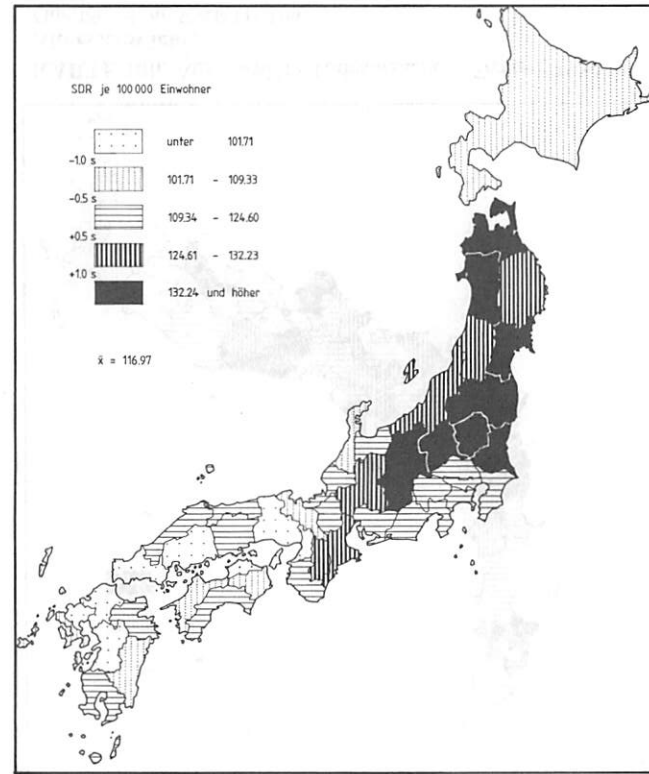 SDR je 100 000 Einwohner
unter 101.71
-1.0 s
101.71 - 109.33
-0.5 s
109.34 - 124.60
+0.5 s
124.61 - 132.23
+1.0 s
132.24 und höher
x̄ = 116.97